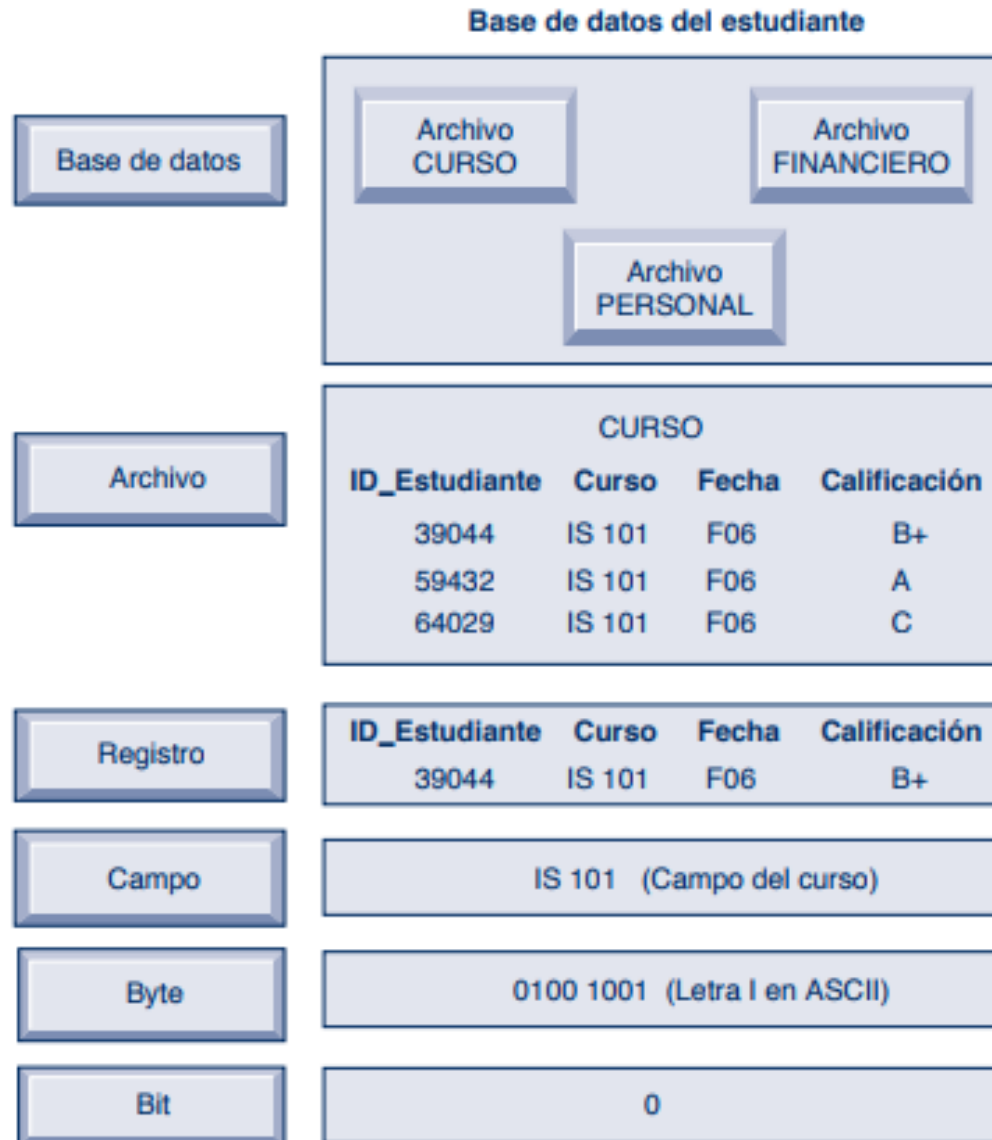 Base de datos del estudiante
Base de datos
Archivo
CURSO
Archivo
FINANCIERO
Archivo
PERSONAL
Archivo
CURSO
ID_Estudiante Curso Fecha Calificación
39044 IS 101 F06 B+
59432 IS 101 F06 A
64029 IS 101 F06 C
Registro
ID_Estudiante Curso Fecha Calificación
39044 IS 101 F06 B+
Campo
IS 101 (Campo del curso)
Byte
0100 1001 (Letra I en ASCII)
Bit
0